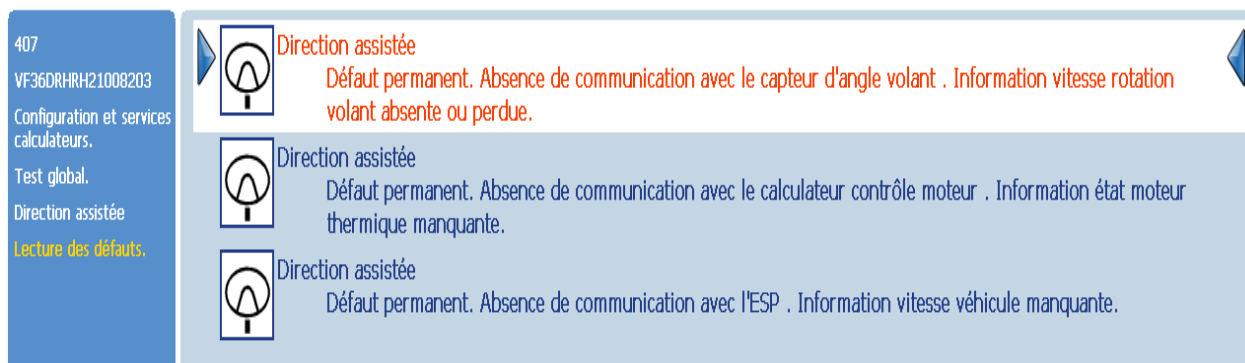 407
VF36DRHRH21008203
Configuration et services
calculateurs.
Test global.
Direction assistée
Lecture des défauts.
Direction assistée
Défaut permanent. Absence de communication avec le capteur d'angle volant . Information vitesse rotation
volant absente ou perdue.
Direction assistée
Défaut permanent. Absence de communication avec le calculateur contrôle moteur . Information état moteur
thermique manquante.
Direction assistée
Défaut permanent. Absence de communication avec l'ESP . Information vitesse véhicule manquante.